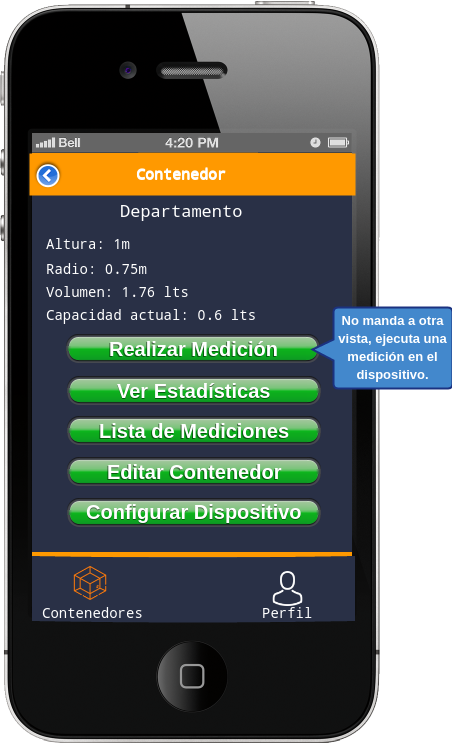 Bell 4:20 PM
Contenedor
Departamento
Altura: 1m
Radio: 0.75m
Volumen: 1.76 lts
Capacidad actual: 0.6 lts
Realizar Medición
No manda a otra
vista, ejecuta una
medición en el
dispositivo.
Ver Estadísticas
Lista de Mediciones
Editar Contenedor
Configurar Dispositivo
Contenedores Perfil